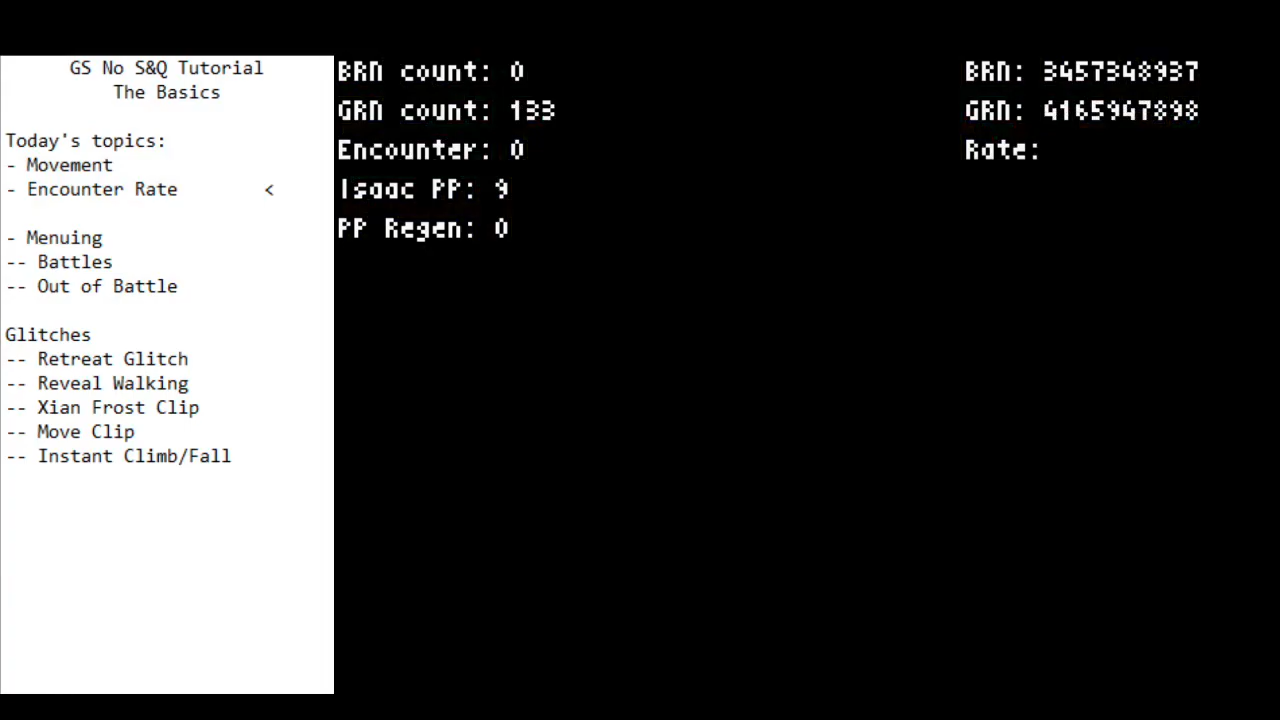 GS No S&Q Tutorial
The Basics
Today's topics:
- Movement
- Encounter Rate <
- Menuing
-- Battles
-- Out of Battle
Glitches
-- Retreat Glitch
-- Reveal Walking
-- Xian Frost Clip
-- Move Clip
-- Instant Climb/Fall
BRN count: 0
GRN count: 133
Encounter: 0
Isaac PP: 9
PP Regen: 0
BRN: 3457348937
GRN: 4165947898
Rate: